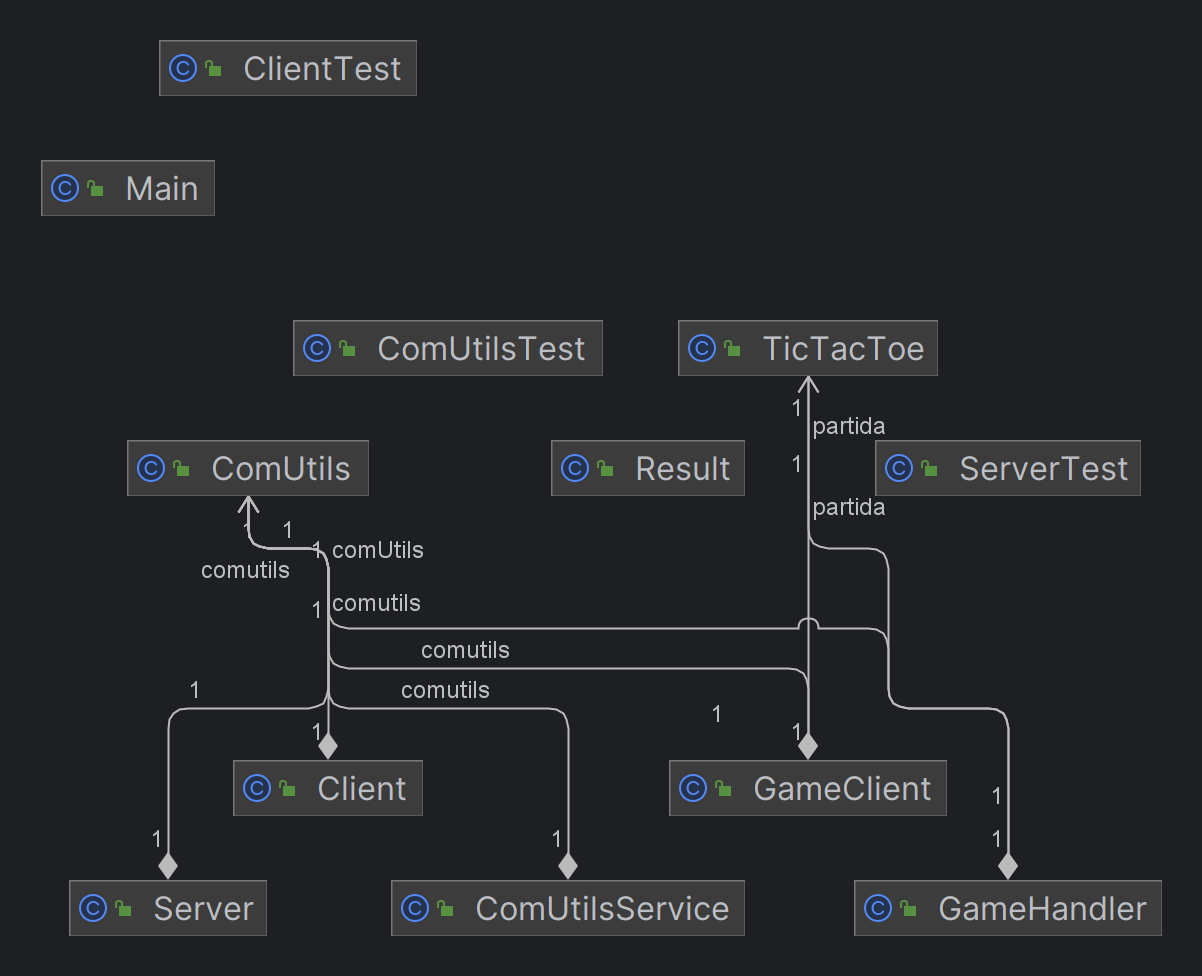 ClientTest
Main
ComUtilsTest
TicTacToe
1
partida
ComUtils
Result
1
ServerTest
partida
1
1
1
comUtils
comutils
1
comutils
comutils
1
comutils
1
1
1
Client
GameClient
1
1
1
1
Server
ComUtilsService
GameHandler